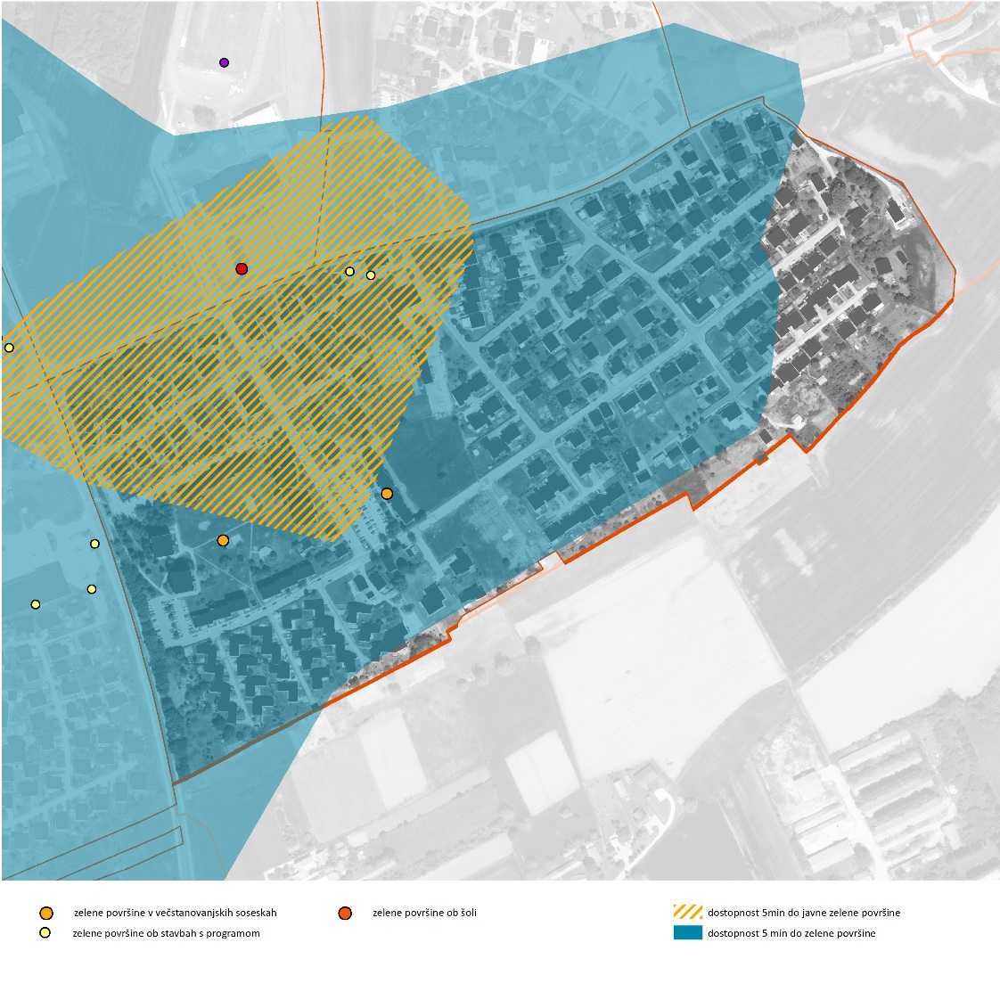 zelene površine v večstanovanjskih soseskah
zelene površine ob stavbah s programom
zelene površine ob šoli
dostopnost 5min do javne zelene površine
dostopnost 5 min do zelene površine